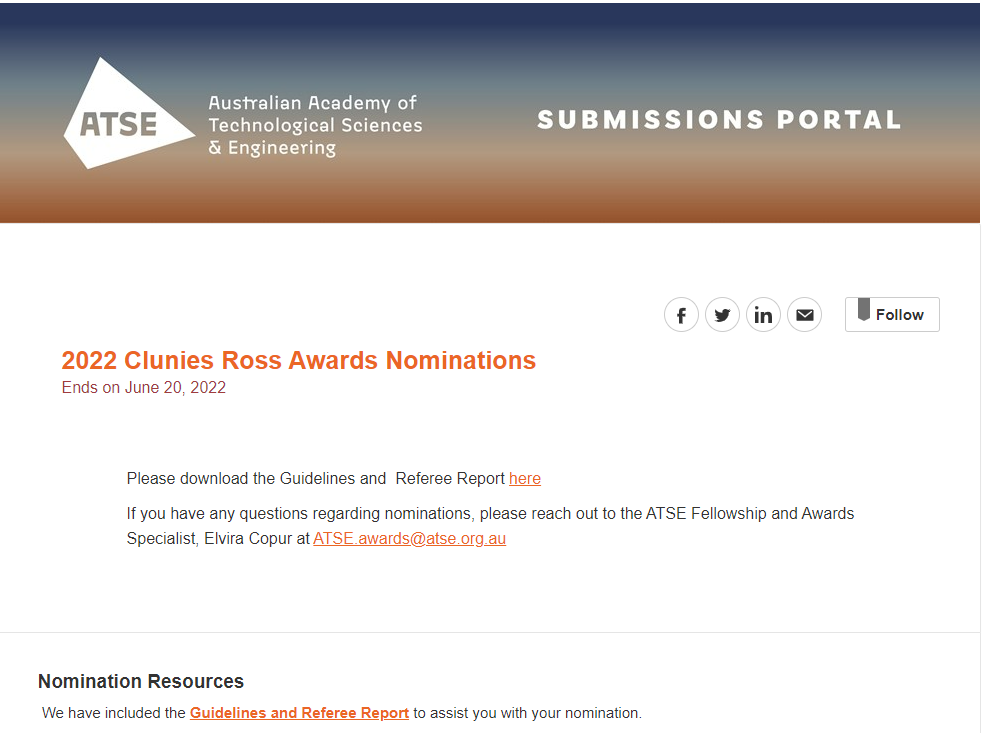 ATSE
Australian Academy of
Technological Sciences
& Engineering
SUBMISSIONS PORTAL
Follow
2022 Clunies Ross Awards Nominations
Ends on June 20, 2022
Please download the Guidelines and  Referee Report here
If you have any questions regarding nominations, please reach out to the ATSE Fellowship and Awards
Specialist, Elvira Copur at ATSE.awards@atse.org.au
Nomination Resources
We have included the Guidelines and Referee Report to assist you with your nomination.